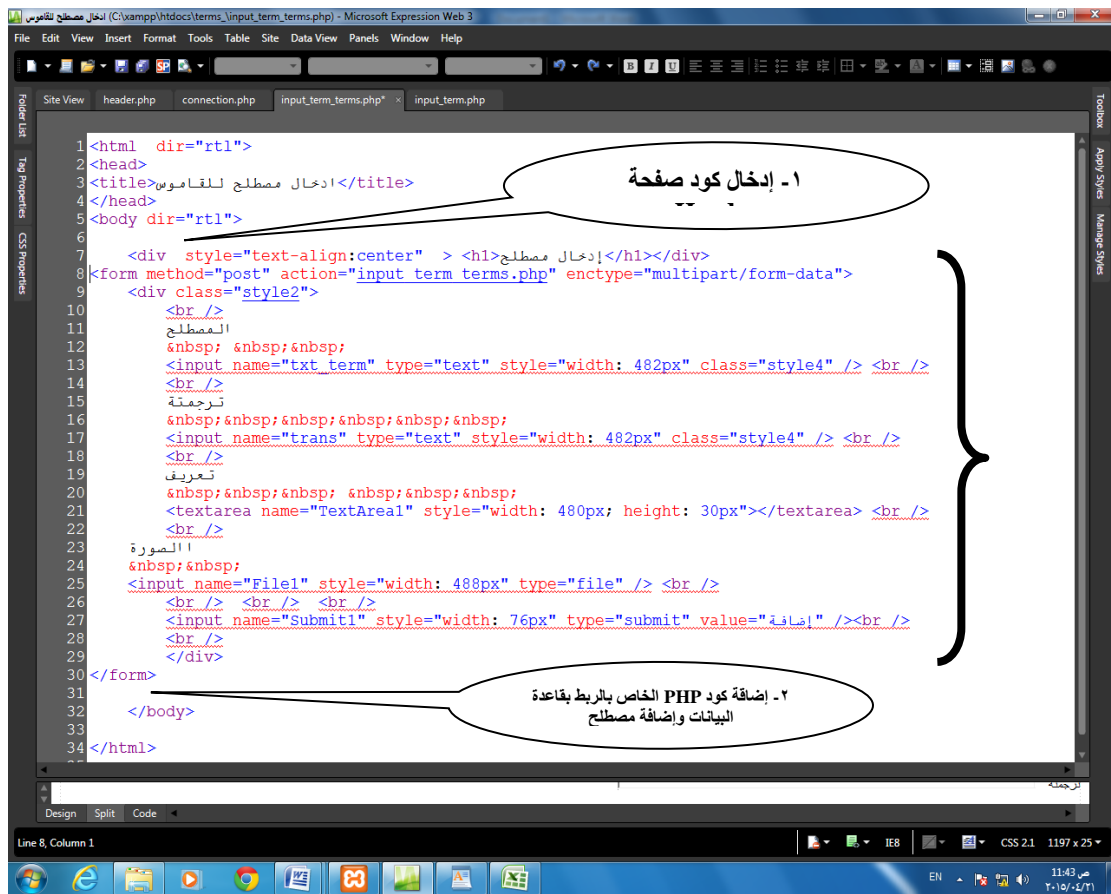 ادخال مصطلح للقاموس (C:\xampp\htdocs\terms_\input_term_terms.php) - Microsoft Expression Web 3
File Edit View Insert Format Tools Table Site Data View Panels Window Help
Site View header.php connection.php input_term_terms.php* × input_term.php
Folder List
Tag Properties
CSS Properties
Toolbox
Apply Styles
Manage Styles
1 <html  dir="rtl">
2 <head>
3 <title>ادخال مصطلح للقاموس</title>
4 </head>
5 <body dir="rtl">
6
7 <div  style="text-align:center"  > <h1>إدخال مصطلح</h1></div>
8 <form method="post" action="input_term_terms.php" enctype="multipart/form-data">
9 <div class="style2">
10 <br />
11 المصطلح
12 &nbsp; &nbsp;&nbsp;
13 <input name="txt_term" type="text" style="width: 482px" class="style4" /> <br />
14 <br />
15 ترجمتة
16 &nbsp;&nbsp;&nbsp;&nbsp;&nbsp;&nbsp;
17 <input name="trans" type="text" style="width: 482px" class="style4" /> <br />
18 <br />
19 تعريف
20 &nbsp;&nbsp;&nbsp; &nbsp;&nbsp;&nbsp;
21 <textarea name="TextArea1" style="width: 480px; height: 30px"></textarea> <br />
22 <br />
23 االصورة
24 &nbsp;&nbsp;
25 <input name="File1" style="width: 488px" type="file" /> <br />
26 <br />  <br />  <br />
27 <input name="Submit1" style="width: 76px" type="submit" value="إضافة" /><br />
28 <br />
29 </div>
30 </form>
31
32 </body>
33
34 </html>
١- إدخال كود صفحة
٢- إضافة كود PHP الخاص بالربط بقاعدة
البيانات وإضافة مصطلح
ترجمتة
Design Split Code
Line 8, Column 1 IE8 CSS 2.1 1197 x 25
EN 11:43 ص
٢٠١٥/٠٤/٢١